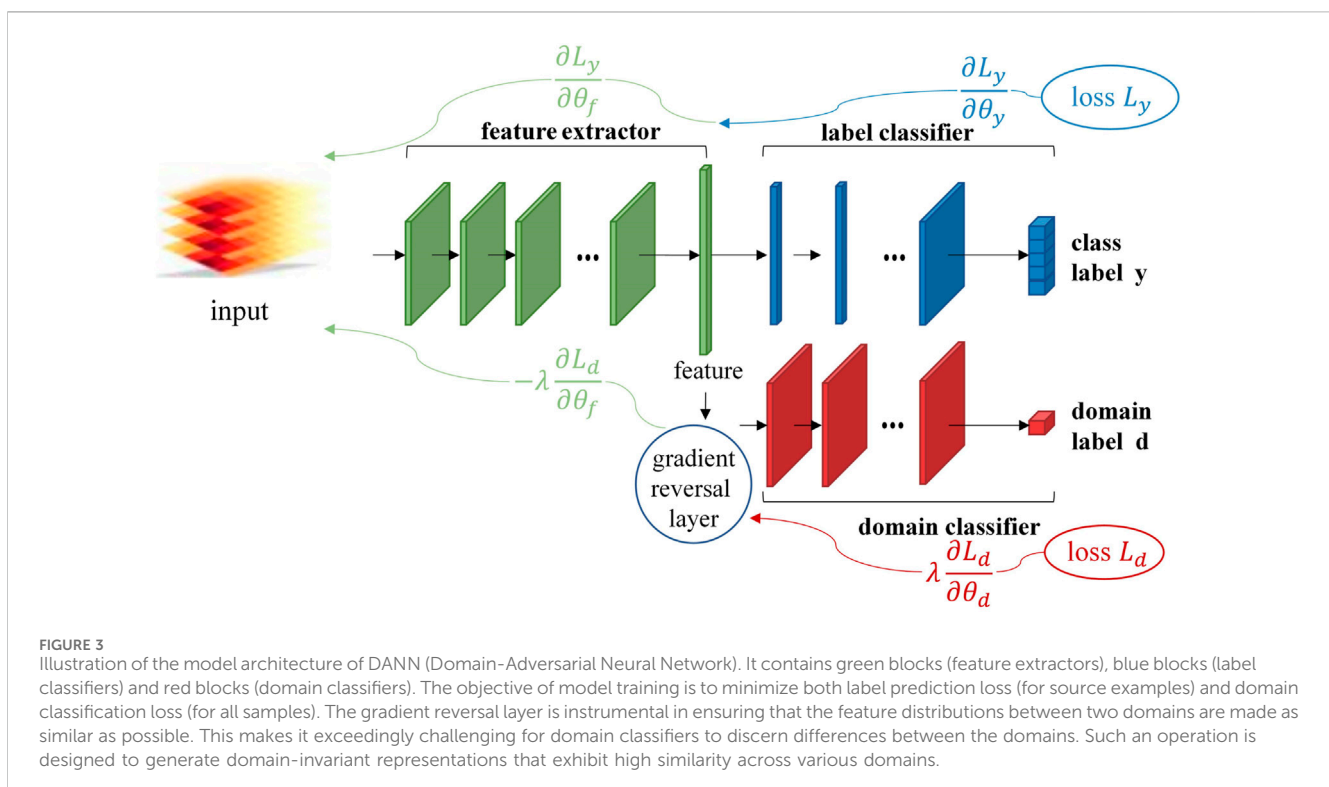 ∂L_y
∂θ_f
∂L_y
∂θ_y
loss L_y
feature extractor
label classifier
...
...
class
label y
input
feature
-λ ∂L_d
∂θ_f
...
domain
label d
gradient
reversal
layer
domain classifier
λ ∂L_d
∂θ_d
loss L_d
FIGURE 3
Illustration of the model architecture of DANN (Domain-Adversarial Neural Network). It contains green blocks (feature extractors), blue blocks (label
classifiers) and red blocks (domain classifiers). The objective of model training is to minimize both label prediction loss (for source examples) and domain
classification loss (for all samples). The gradient reversal layer is instrumental in ensuring that the feature distributions between two domains are made as
similar as possible. This makes it exceedingly challenging for domain classifiers to discern differences between the domains. Such an operation is
designed to generate domain-invariant representations that exhibit high similarity across various domains.